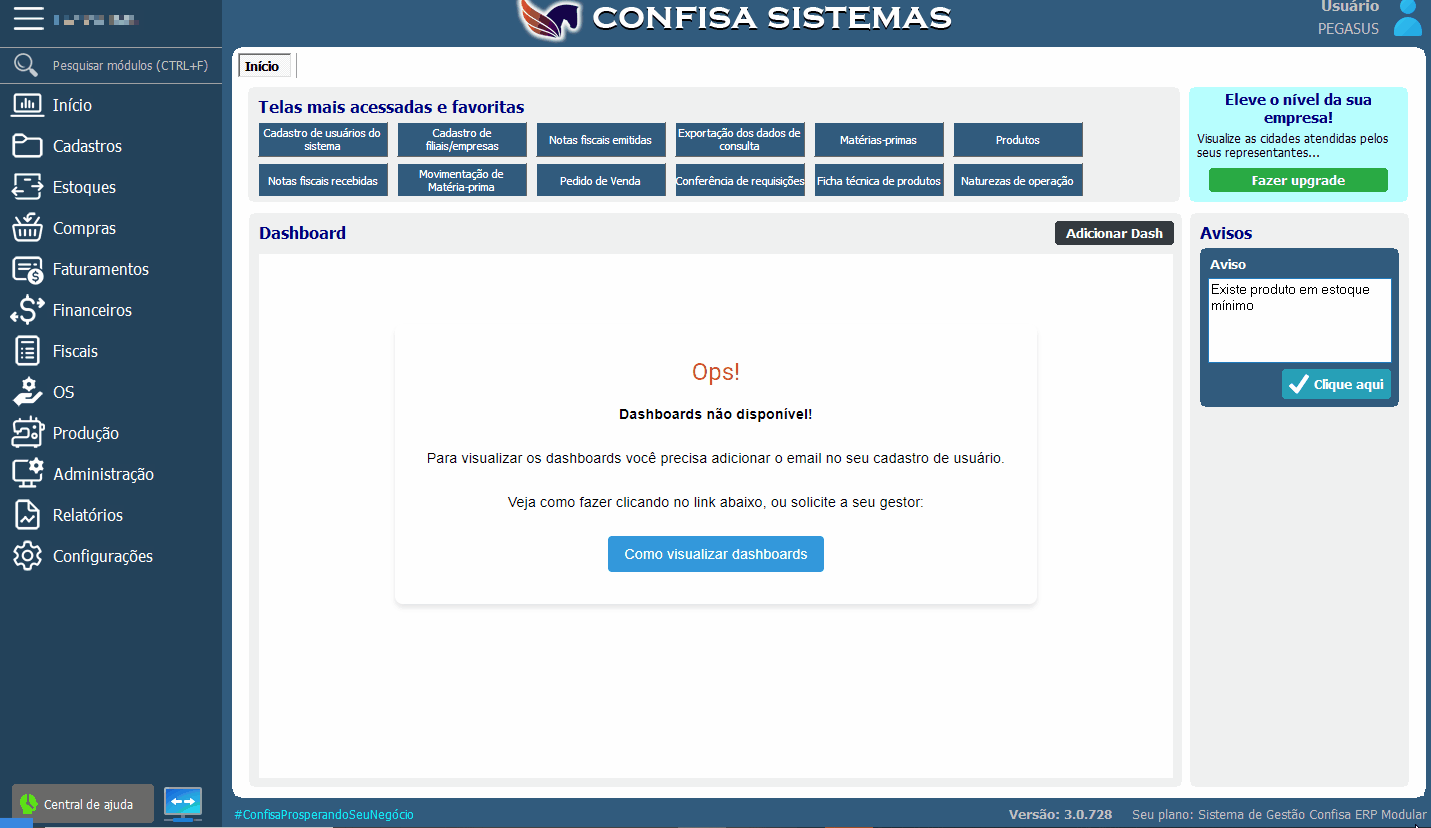 CONFISA SISTEMAS
Usuário
PEGASUS
Pesquisar módulos (CTRL+F)
Início
Cadastros
Estoques
Compras
Faturamentos
Financeiros
Fiscais
OS
Produção
Administração
Relatórios
Configurações
Central de ajuda
Início
Telas mais acessadas e favoritas
Cadastro de usuários do
sistema
Cadastro de
filiais/empresas
Notas fiscais emitidas
Exportação dos dados de
consulta
Matérias-primas
Produtos
Notas fiscais recebidas
Movimentação de
Matéria-prima
Pedido de Venda
Conferência de requisições
Ficha técnica de produtos
Naturezas de operação
Eleve o nível da sua
empresa!
Visualize as cidades atendidas pelos
seus representantes...
Fazer upgrade
Dashboard
Adicionar Dash
Ops!
Dashboards não disponível!
Para visualizar os dashboards você precisa adicionar o email no seu cadastro de usuário.
Veja como fazer clicando no link abaixo, ou solicite a seu gestor:
Como visualizar dashboards
Avisos
Aviso
Existe produto em estoque
mínimo
Clique aqui
#ConfisaProsperandoSeuNegócio
Versão: 3.0.728
Seu plano: Sistema de Gestão Confisa ERP Modular